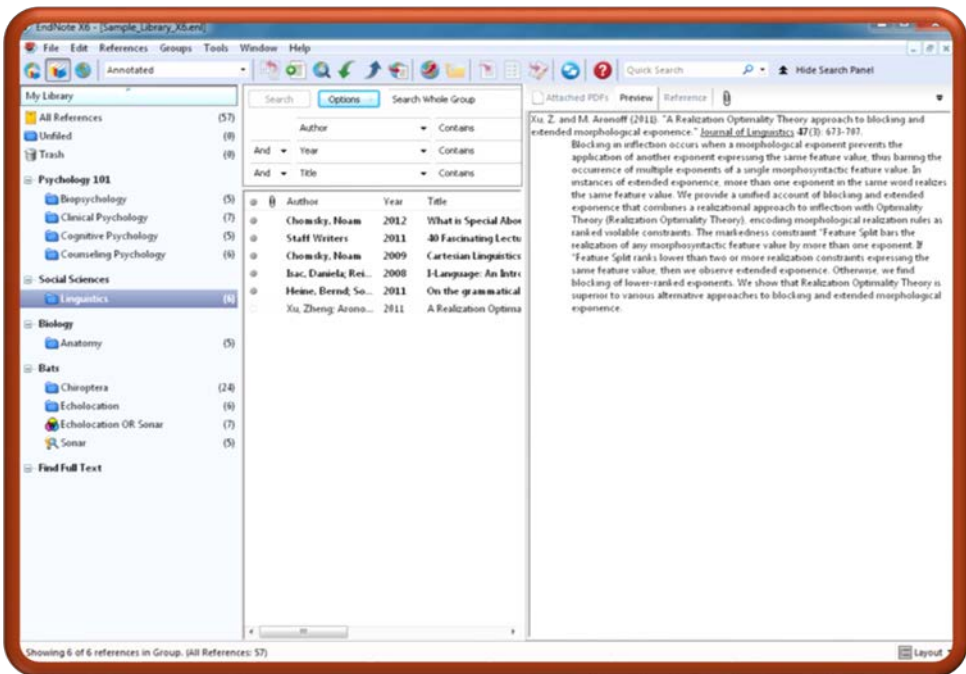 EndNote X6 - [Sample_Library_X6.enl]
File Edit References Groups Tools Window Help
Annotated
Quick Search
Hide Search Panel
My Library
All References (57)
Unfiled (0)
Trash (0)
Psychology 101
Biopsychology (5)
Clinical Psychology (7)
Cognitive Psychology (5)
Counseling Psychology (6)
Social Sciences
Linguistics (6)
Biology
Anatomy (5)
Bats
Chiroptera (24)
Echolocation (6)
Echolocation OR Sonar (7)
Sonar (5)
Find Full Text
Search Options Search Whole Group
Author Contains
And Year Contains
And Title Contains
Author Year Title
Chomsky, Noam 2012 What is Special Abou
Staff Writers 2011 40 Fascinating Lectu
Chomsky, Noam 2009 Cartesian Linguistics
Isac, Daniela; Rei... 2008 I-Language: An Intro
Heine, Bernd; So... 2011 On the grammatical
Xu, Zheng; Arono... 2011 A Realization Optima
Attached PDFs Preview Reference
Xu, Z. and M. Aronoff (2011). "A Realization Optimality Theory approach to blocking and
extended morphological exponence." Journal of Linguistics 47(3): 673-707.
Blocking in inflection occurs when a morphological exponent prevents the
application of another exponent expressing the same feature value, thus barring the
occurrence of multiple exponents of a single morphosyntactic feature value. In
instances of extended exponence, more than one exponent in the same word realizes
the same feature value. We provide a unified account of blocking and extended
exponence that combines a realizational approach to inflection with Optimality
Theory (Realization Optimality Theory), encoding morphological realization rules as
ranked violable constraints. The markedness constraint *Feature Split bars the
realization of any morphosyntactic feature value by more than one exponent. If
*Feature Split ranks lower than two or more realization constraints expressing the
same feature value, then we observe extended exponence. Otherwise, we find
blocking of lower-ranked exponents. We show that Realization Optimality Theory is
superior to various alternative approaches to blocking and extended morphological
exponence.
Showing 6 of 6 references in Group. (All References: 57)
Layout